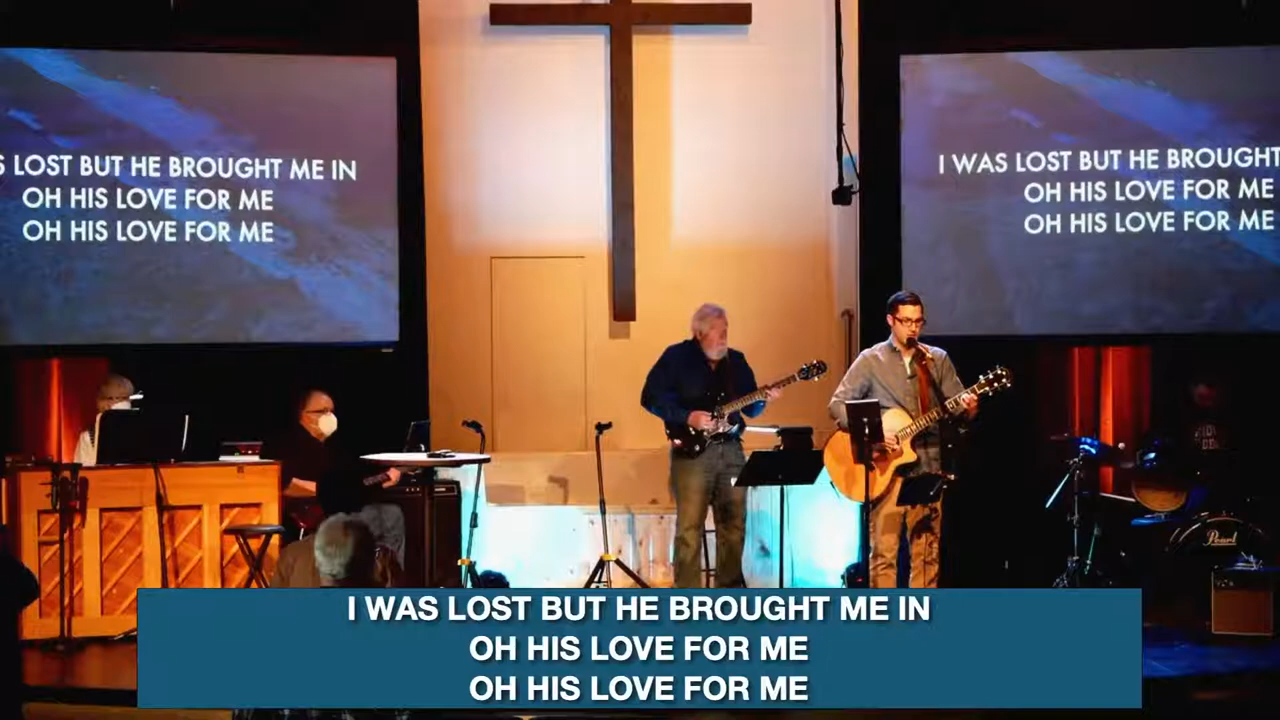 S LOST BUT HE BROUGHT ME IN
OH HIS LOVE FOR ME
OH HIS LOVE FOR ME
I WAS LOST BUT HE BROUGHT
OH HIS LOVE FOR ME
OH HIS LOVE FOR ME
Pearl
I WAS LOST BUT HE BROUGHT ME IN
OH HIS LOVE FOR ME
OH HIS LOVE FOR ME